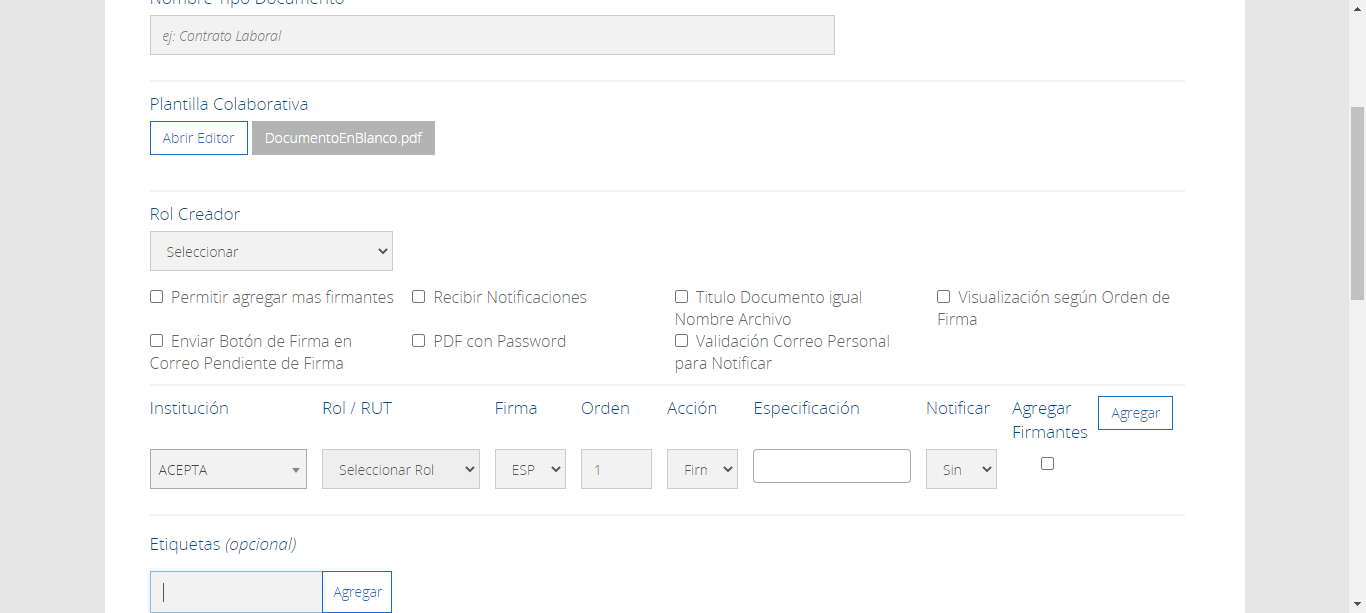 Nombre Tipo Documento
ej: Contrato Laboral
Plantilla Colaborativa
Abrir Editor DocumentoEnBlanco.pdf
Rol Creador
Seleccionar
Permitir agregar mas firmantes
Recibir Notificaciones
Titulo Documento igual
Nombre Archivo
Visualización según Orden de
Firma
Enviar Botón de Firma en
Correo Pendiente de Firma
PDF con Password
Validación Correo Personal
para Notificar
Institución Rol / RUT Firma Orden Acción Especificación Notificar Agregar
Firmantes
Agregar
ACEPTA Seleccionar Rol ESP 1 Firn Sin
Etiquetas (opcional)
Agregar